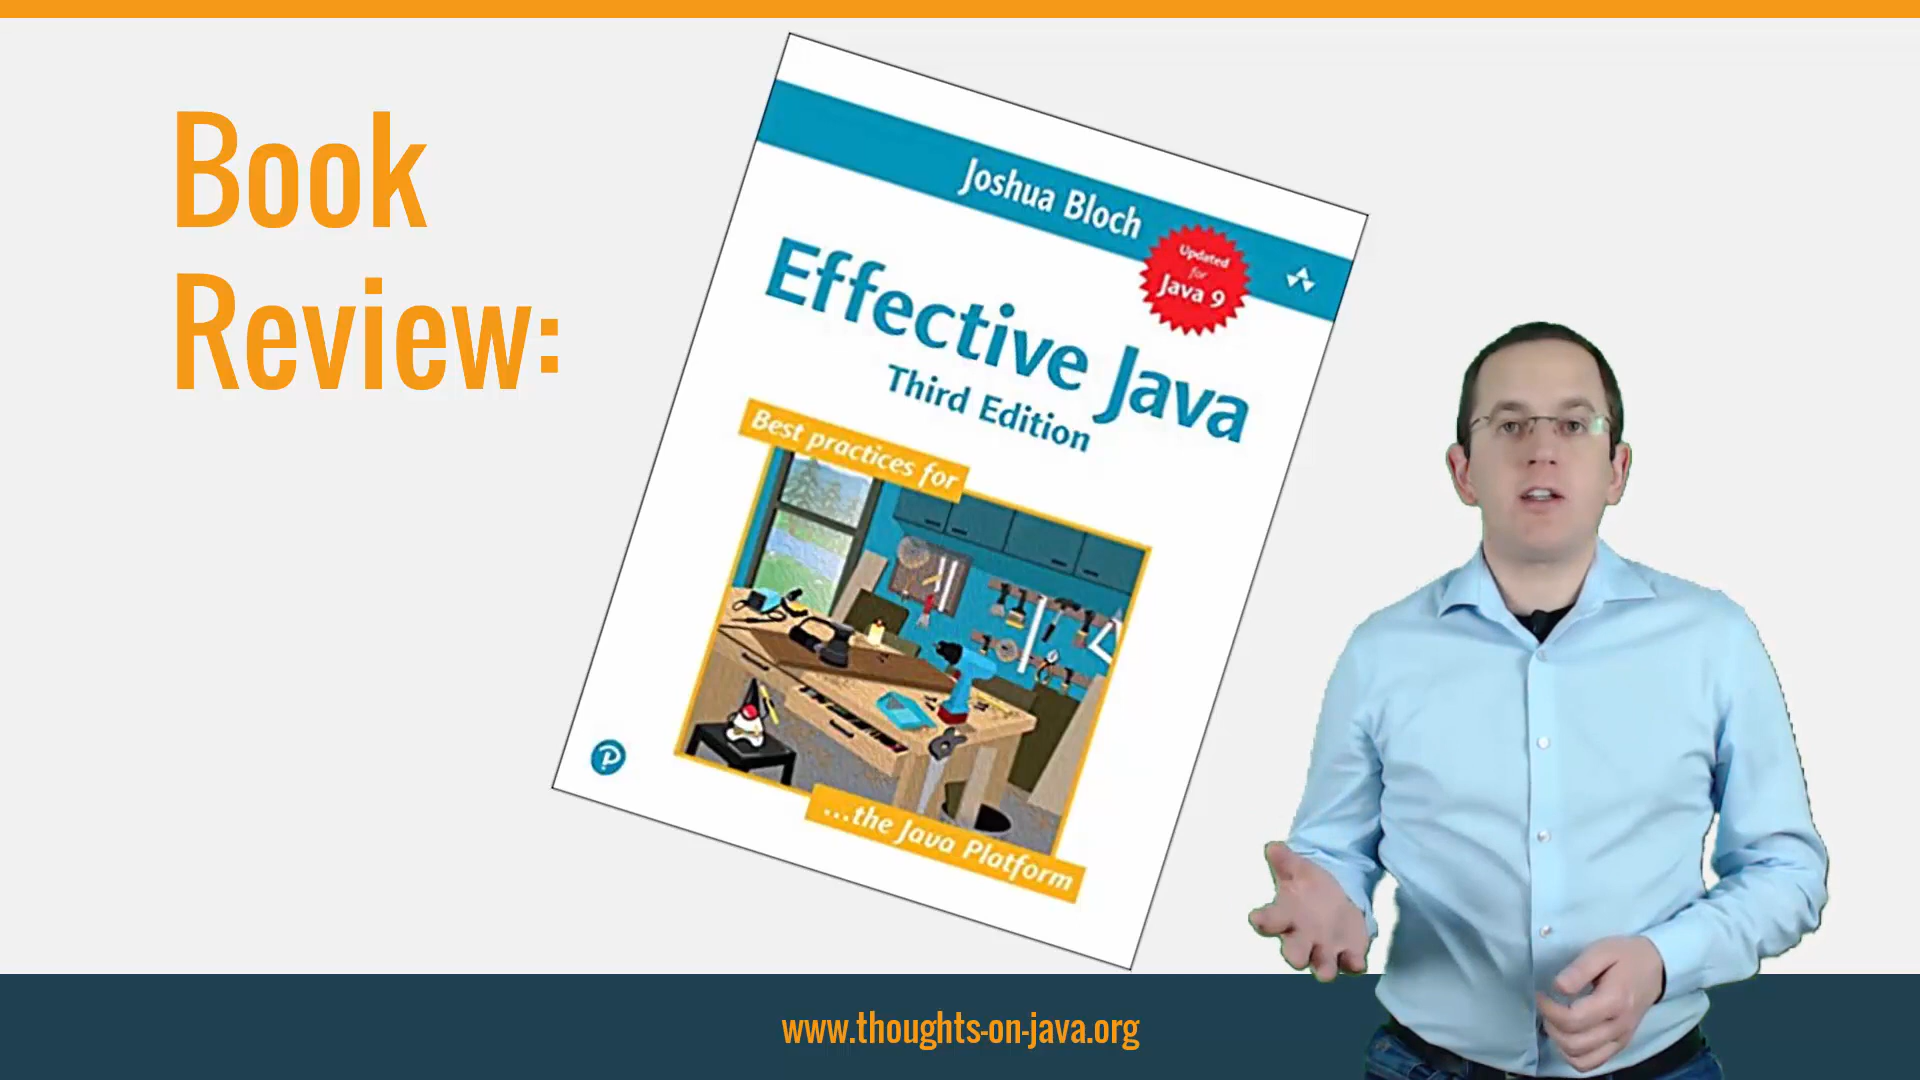 Book
Review:
Joshua Bloch
Updated
for
Java 9
Effective Java
Third Edition
Best practices for
...the Java Platform
P
www.thoughts-on-java.org